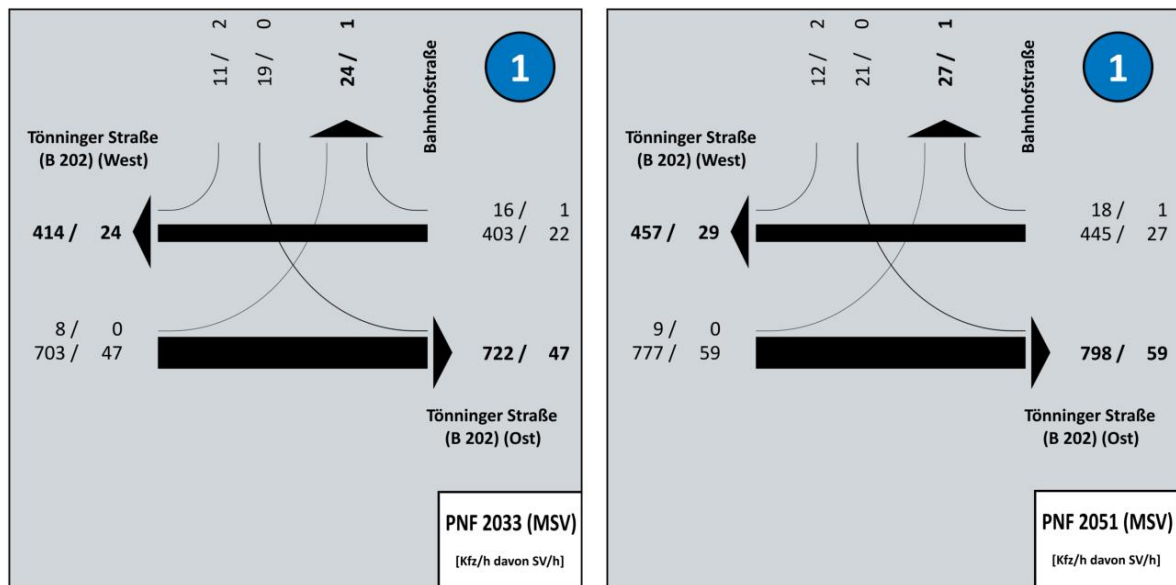 11 / 2
19 / 0
24 / 1
Bahnhofstraße
1
Tönninger Straße
(B 202) (West)
414 / 24
16 / 1
403 / 22
8 / 0
703 / 47
722 / 47
Tönninger Straße
(B 202) (Ost)
PNF 2033 (MSV)
[Kfz/h davon SV/h]
12 / 2
21 / 0
27 / 1
Bahnhofstraße
1
Tönninger Straße
(B 202) (West)
457 / 29
18 / 1
445 / 27
9 / 0
777 / 59
798 / 59
Tönninger Straße
(B 202) (Ost)
PNF 2051 (MSV)
[Kfz/h davon SV/h]